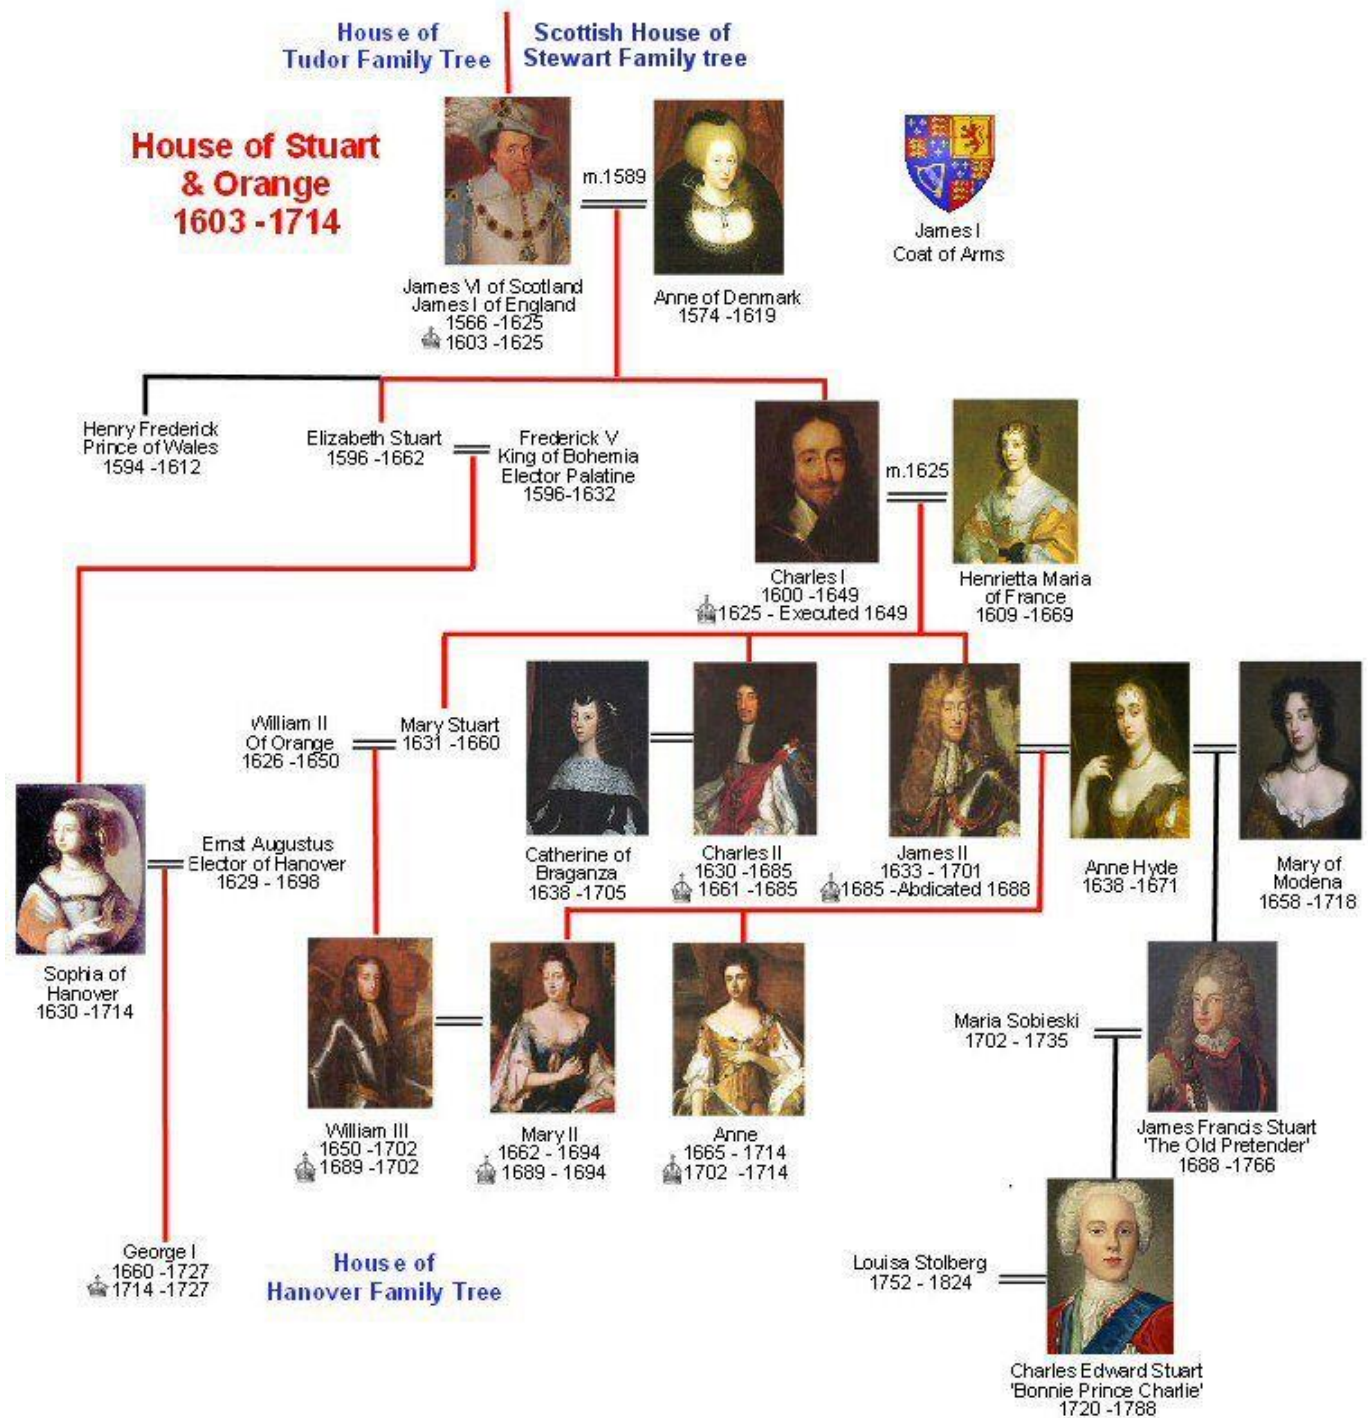 House of
Tudor Family Tree
Scottish House of
Stewart Family tree
House of Stuart
& Orange
1603 -1714
m.1589
James I
Coat of Arms
James VI of Scotland
James I of England
1566 -1625
1603 -1625
Anne of Denmark
1574 -1619
Henry Frederick
Prince of Wales
1594 -1612
Elizabeth Stuart
1596 -1662
Frederick V
King of Bohemia
Elector Palatine
1596-1632
m.1625
Charles I
1600 -1649
1625 - Executed 1649
Henrietta Maria
of France
1609 -1669
William II
Of Orange
1626 -1650
Mary Stuart
1631 -1660
Catherine of
Braganza
1638 -1705
Charles II
1630 -1685
1661 -1685
James II
1633 - 1701
1685 -Abdicated 1688
Anne Hyde
1638 -1671
Mary of
Modena
1658 -1718
Ernst Augustus
Elector of Hanover
1629 - 1698
Sophia of
Hanover
1630 -1714
William III
1650 -1702
1689 -1702
Mary II
1662 - 1694
1689 - 1694
Anne
1665 - 1714
1702 -1714
Maria Sobieski
1702 - 1735
James Francis Stuart
'The Old Pretender'
1688 -1766
George I
1660 -1727
1714 -1727
House of
Hanover Family Tree
Louisa Stolberg
1752 - 1824
Charles Edward Stuart
'Bonnie Prince Charlie'
1720 -1788